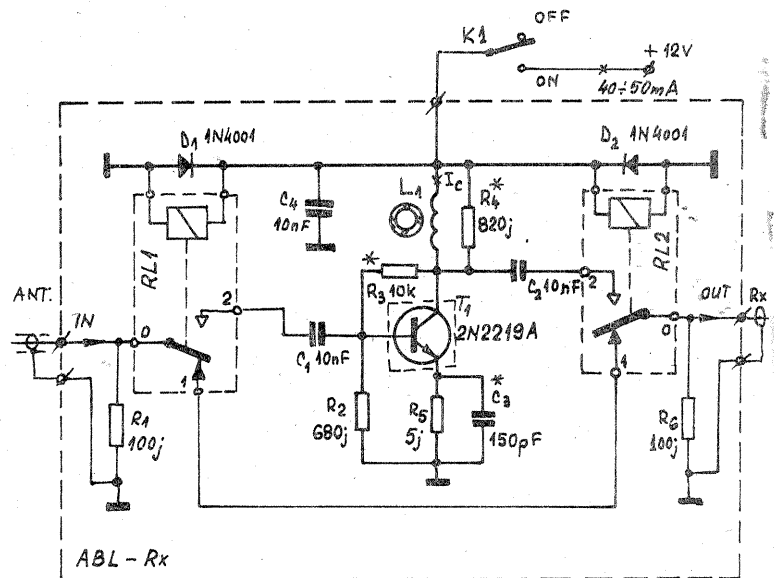 OFF
K1
+12V
ON
40÷50mA
D1 1N4001
D2 1N4001
C4
10nF
L1
*
Ic
R4*
820j
RL1
RL2
*
R3 10k
C2 10nF
2
2
ANT.
IN
0
1
C1 10nF
T1
2N2219A
OUT
Rx
0
1
R1
100j
R2
680j
R5
5j
*
C3
150pF
R6
100j
ABL-Rx